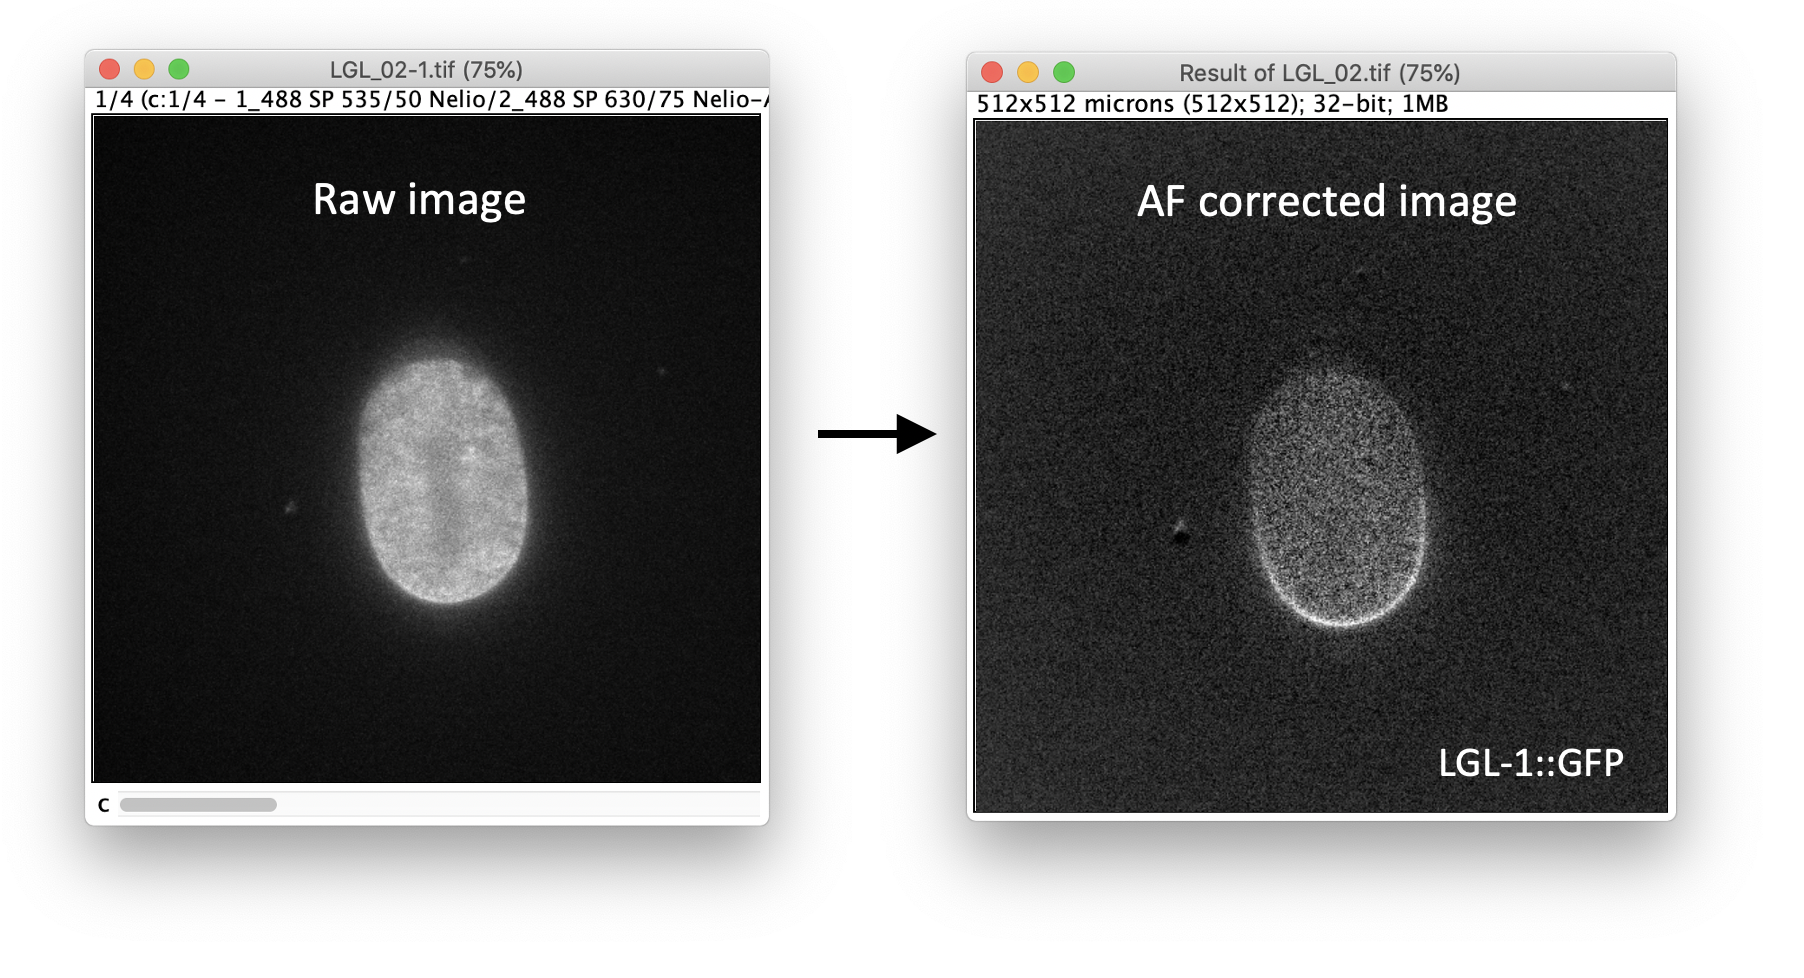 LGL_02-1.tif (75%)
1/4 (c:1/4 - 1_488 SP 535/50 Nelio/2_488 SP 630/75 Nelio-A
Raw image
c
Result of LGL_02.tif (75%)
512x512 microns (512x512); 32-bit; 1MB
AF corrected image
LGL-1::GFP